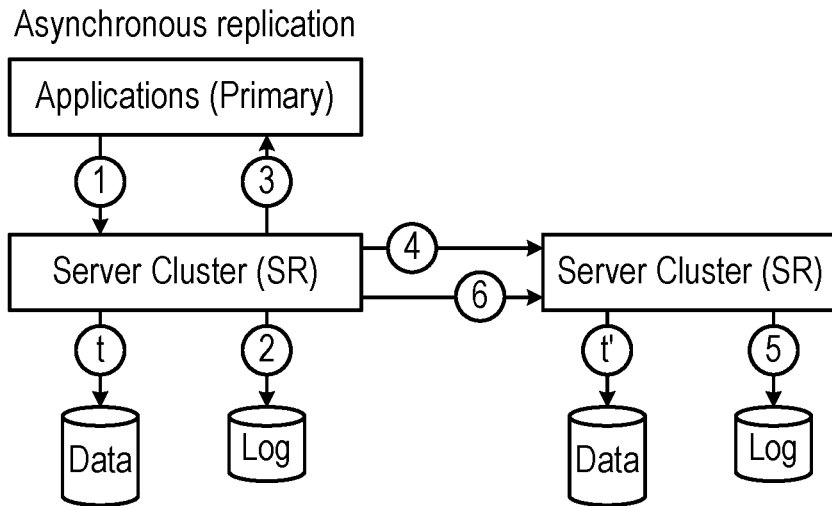 Asynchronous replication
Applications (Primary)
1
3
4
Server Cluster (SR)
Server Cluster (SR)
6
t
2
t'
5
Data
Log
Data
Log